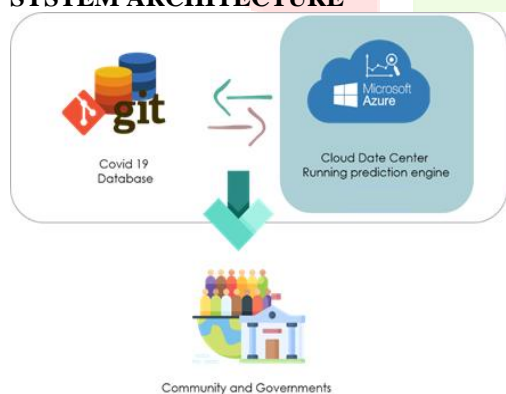 SYSTEM ARCHITECTURE
git
Microsoft
Azure
Covid 19
Database
Cloud Date Center
Running prediction engine
Community and Governments